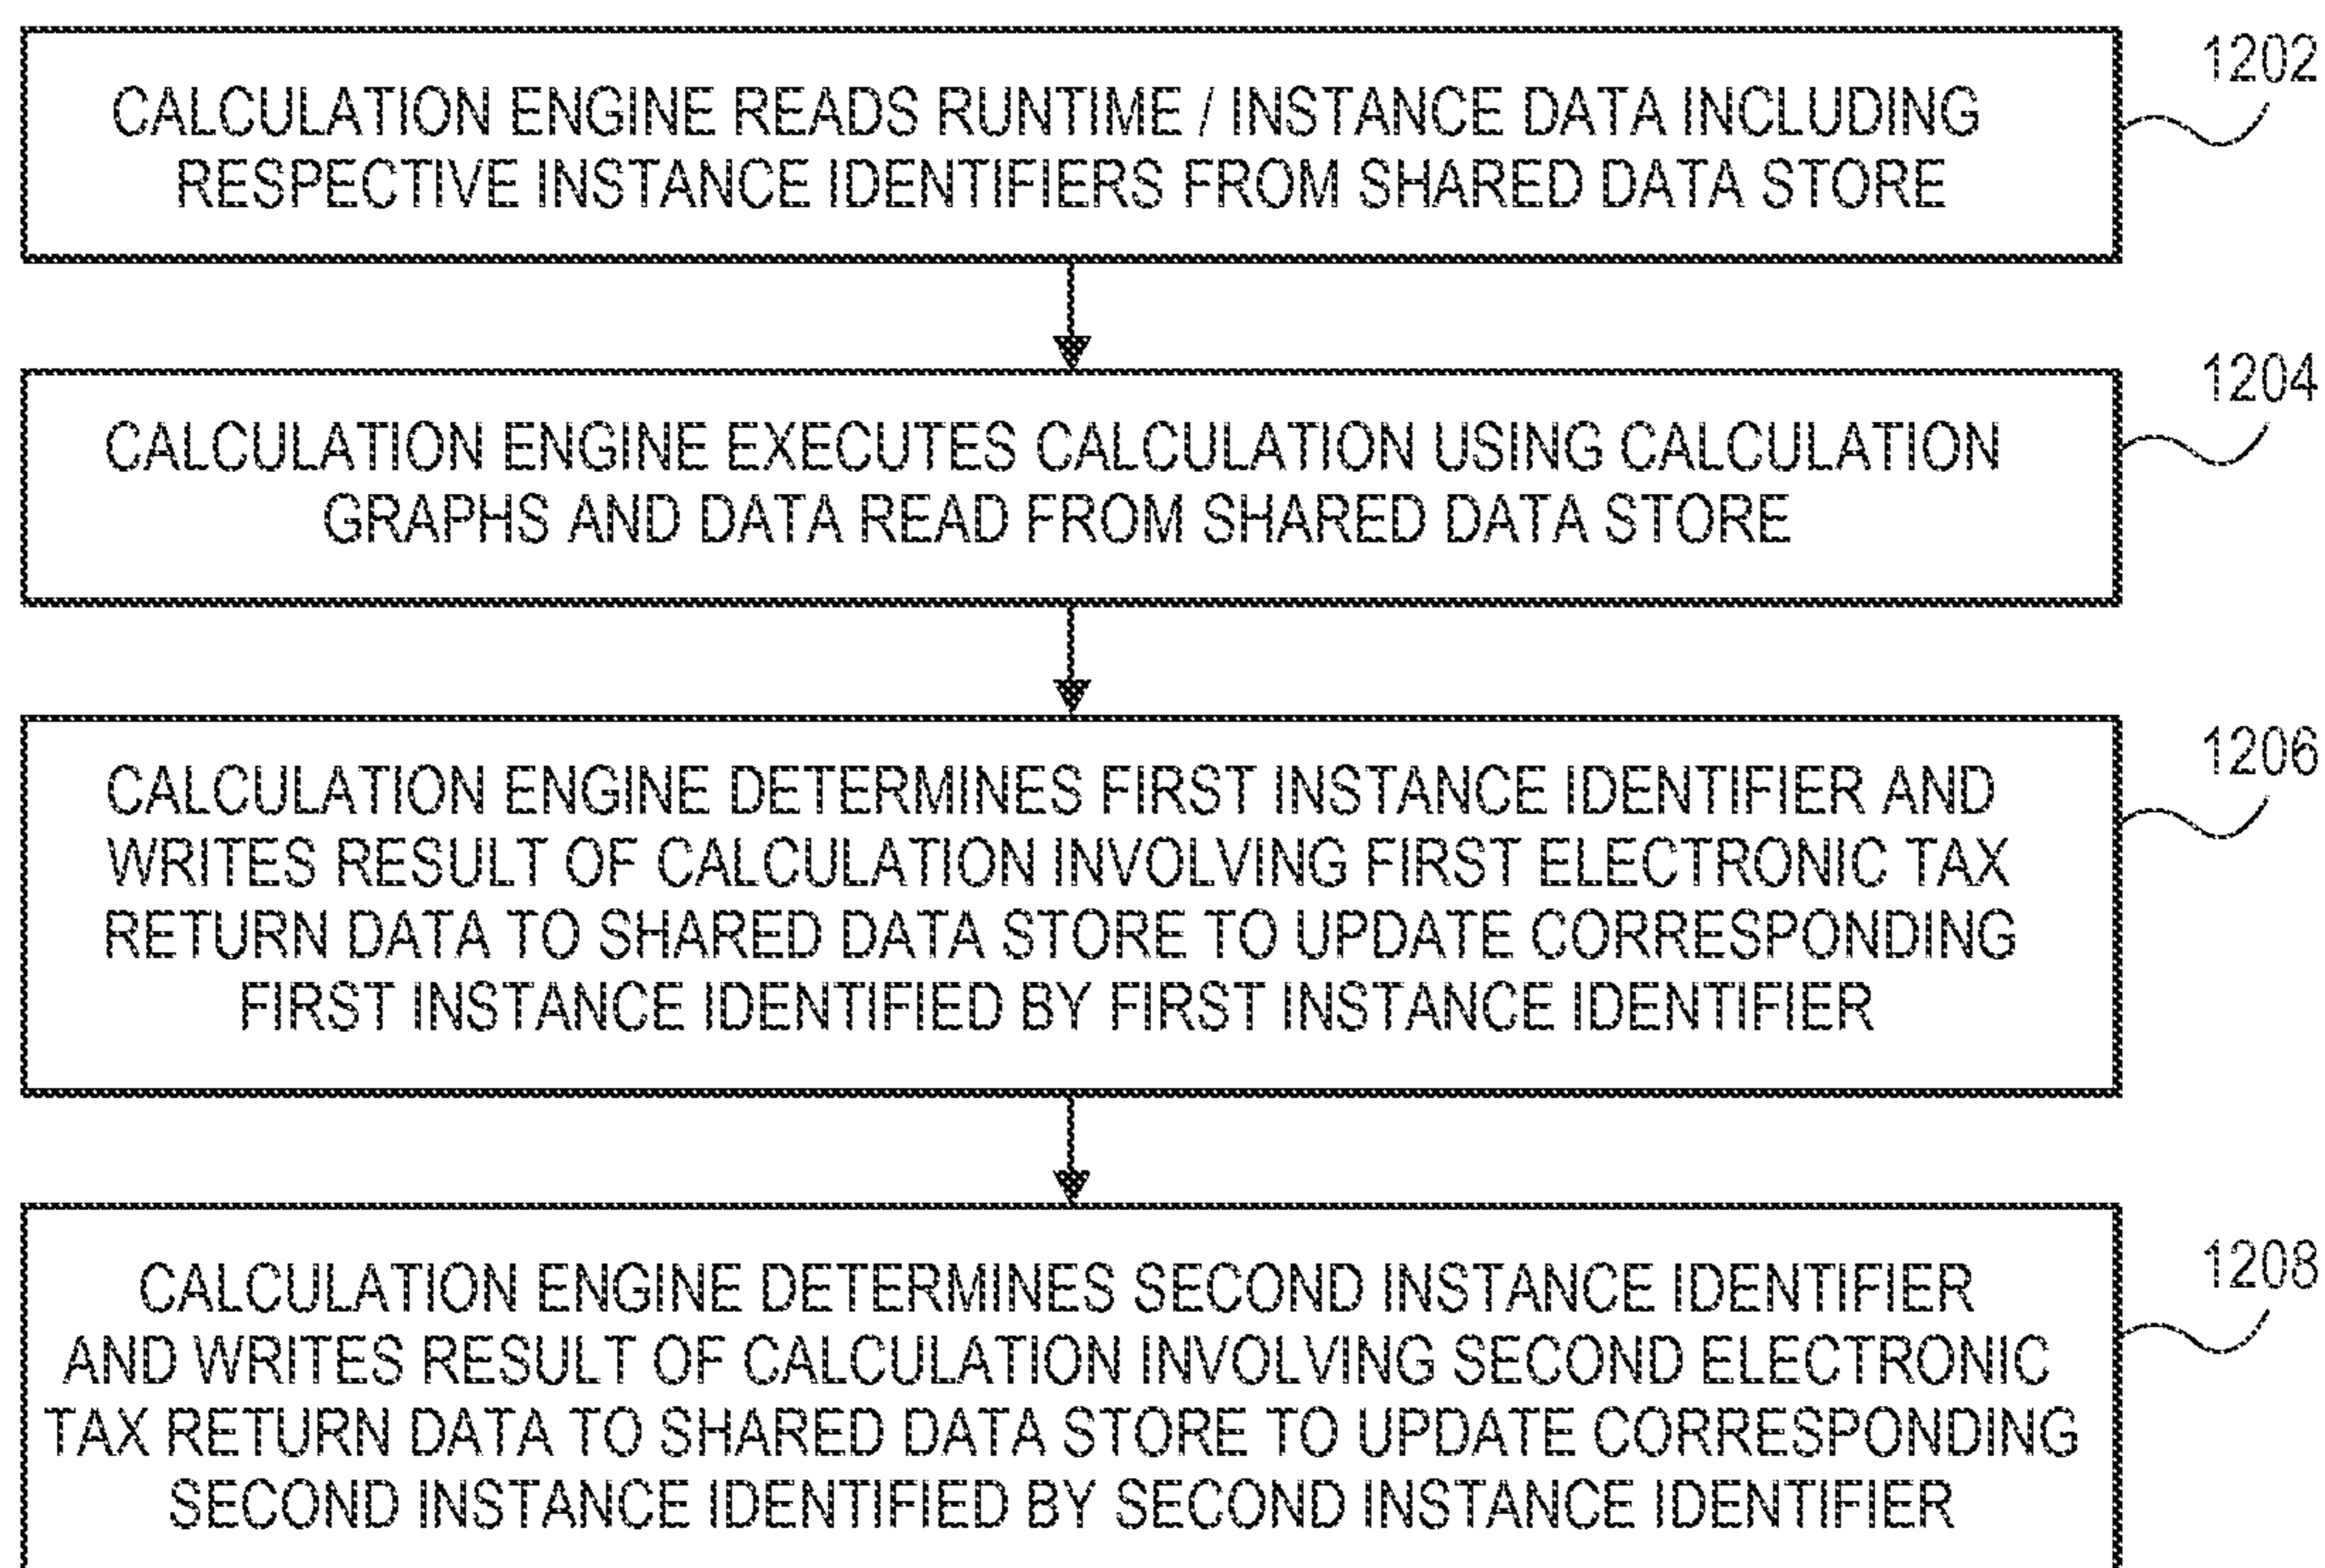 1202
CALCULATION ENGINE READS RUNTIME / INSTANCE DATA INCLUDING
RESPECTIVE INSTANCE IDENTIFIERS FROM SHARED DATA STORE
1204
CALCULATION ENGINE EXECUTES CALCULATION USING CALCULATION
GRAPHS AND DATA READ FROM SHARED DATA STORE
1206
CALCULATION ENGINE DETERMINES FIRST INSTANCE IDENTIFIER AND
WRITES RESULT OF CALCULATION INVOLVING FIRST ELECTRONIC TAX
RETURN DATA TO SHARED DATA STORE TO UPDATE CORRESPONDING
FIRST INSTANCE IDENTIFIED BY FIRST INSTANCE IDENTIFIER
1208
CALCULATION ENGINE DETERMINES SECOND INSTANCE IDENTIFIER
AND WRITES RESULT OF CALCULATION INVOLVING SECOND ELECTRONIC
TAX RETURN DATA TO SHARED DATA STORE TO UPDATE CORRESPONDING
SECOND INSTANCE IDENTIFIED BY SECOND INSTANCE IDENTIFIER